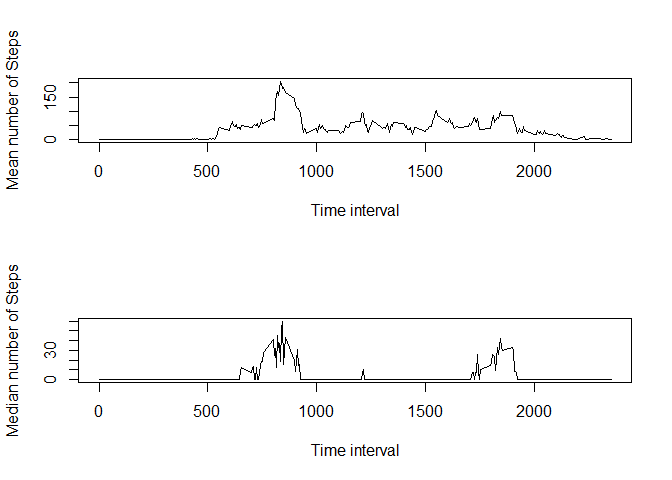 Mean number of Steps
150
0
0 500 1000 1500 2000
Time interval
Median number of Steps
30
0
0 500 1000 1500 2000
Time interval